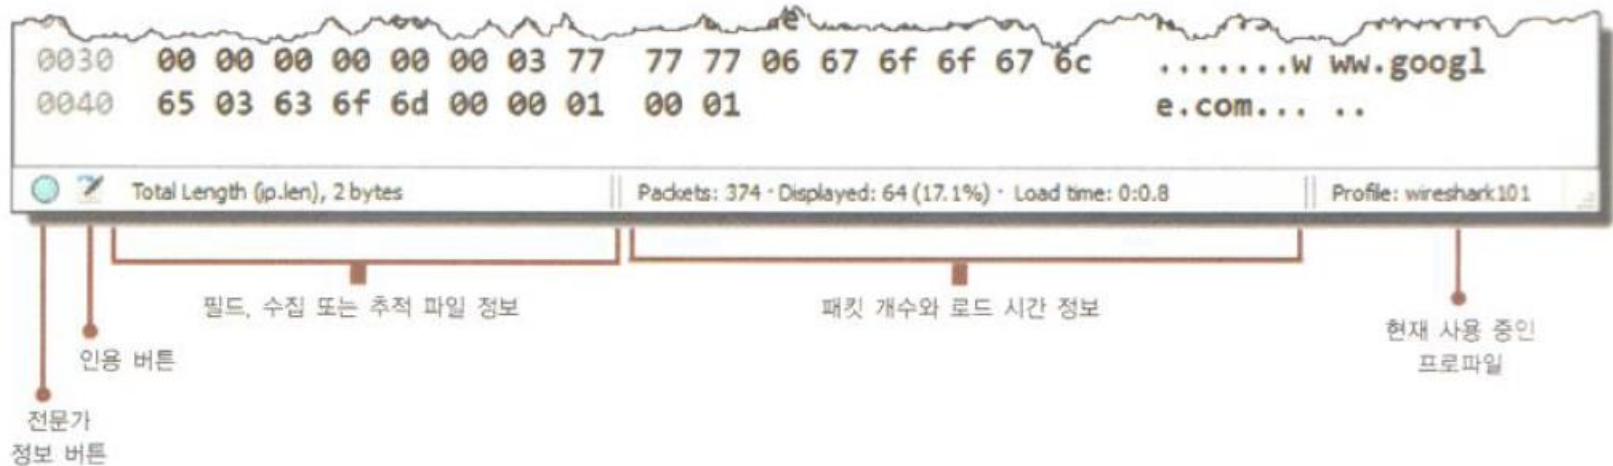 0030 00 00 00 00 00 00 03 77 77 77 06 67 6f 6f 67 6c .......w ww.googl
0040 65 03 63 6f 6d 00 00 01 00 01 e.com... ..
Total Length (ip.len), 2 bytes
Packets: 374 · Displayed: 64 (17.1%) · Load time: 0:0.8
Profile: wireshark101
필드, 수집 또는 추적 파일 정보
패킷 개수와 로드 시간 정보
현재 사용 중인
프로파일
인용 버튼
전문가
정보 버튼